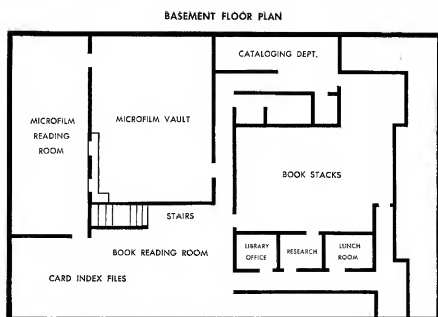 BASEMENT FLOOR PLAN
CATALOGING DEPT.
MICROFILM
READING
ROOM
MICROFILM VAULT
BOOK STACKS
STAIRS
BOOK READING ROOM
LIBRARY
OFFICE
RESEARCH
LUNCH
ROOM
CARD INDEX FILES